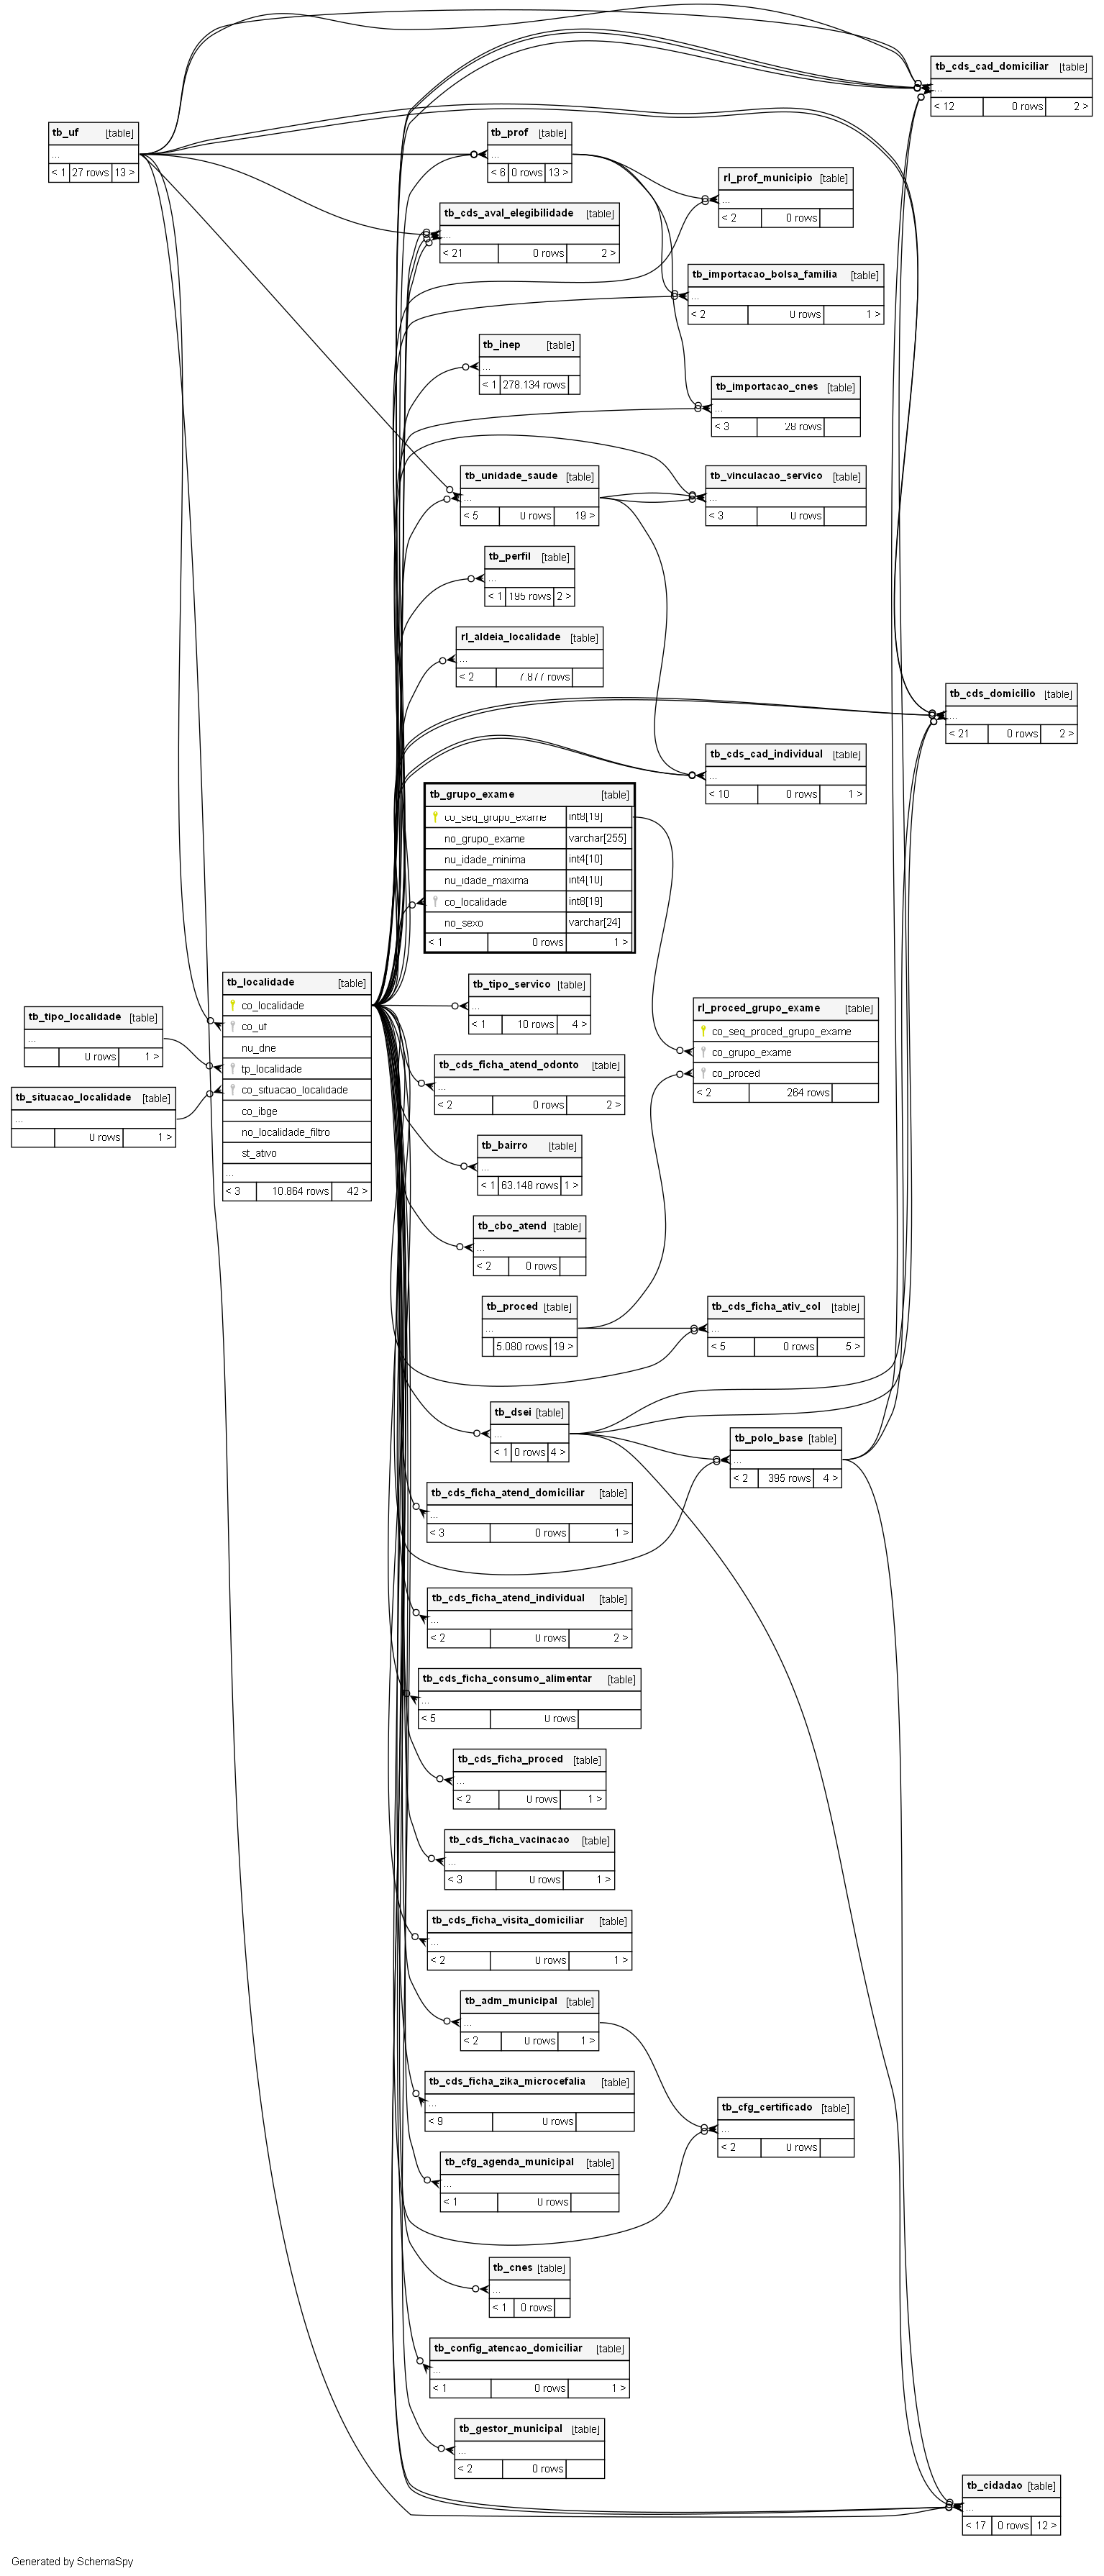 tb_cds_cad_domiciliar [table]
...
< 12 0 rows 2 >
tb_uf [table]
...
< 1 27 rows 13 >
tb_prof [table]
...
< 6 0 rows 13 >
rl_prof_municipio [table]
...
< 2 0 rows
tb_cds_aval_elegibilidade [table]
...
< 21 0 rows 2 >
tb_importacao_bolsa_familia [table]
...
< 2 0 rows 1 >
tb_inep [table]
...
< 1 278.134 rows
tb_importacao_cnes [table]
...
< 3 28 rows
tb_unidade_saude [table]
...
< 5 0 rows 19 >
tb_vinculacao_servico [table]
...
< 3 0 rows
tb_perfil [table]
...
< 1 195 rows 2 >
rl_aldeia_localidade [table]
...
< 2 7.877 rows
tb_cds_domicilio [table]
...
< 21 0 rows 2 >
tb_cds_cad_individual [table]
...
< 10 0 rows 1 >
tb_grupo_exame [table]
co_seq_grupo_exame int8[19]
no_grupo_exame varchar[255]
nu_idade_minima int4[10]
nu_idade_maxima int4[10]
co_localidade int8[19]
no_sexo varchar[24]
< 1 0 rows 1 >
tb_localidade [table]
co_localidade
co_uf
nu_dne
tp_localidade
co_situacao_localidade
co_ibge
no_localidade_filtro
st_ativo
...
< 3 10.864 rows 42 >
tb_tipo_localidade [table]
...
0 rows 1 >
tb_situacao_localidade [table]
...
0 rows 1 >
tb_tipo_servico [table]
...
< 1 10 rows 4 >
rl_proced_grupo_exame [table]
co_seq_proced_grupo_exame
co_grupo_exame
co_proced
< 2 264 rows
tb_cds_ficha_atend_odonto [table]
...
< 2 0 rows 2 >
tb_bairro [table]
...
< 1 63.148 rows 1 >
tb_cbo_atend [table]
...
< 2 0 rows
tb_proced [table]
...
5.080 rows 19 >
tb_cds_ficha_ativ_col [table]
...
< 5 0 rows 5 >
tb_dsei [table]
...
< 1 0 rows 4 >
tb_polo_base [table]
...
< 2 395 rows 4 >
tb_cds_ficha_atend_domiciliar [table]
...
< 3 0 rows 1 >
tb_cds_ficha_atend_individual [table]
...
< 2 0 rows 2 >
tb_cds_ficha_consumo_alimentar [table]
...
< 5 0 rows
tb_cds_ficha_proced [table]
...
< 2 0 rows 1 >
tb_cds_ficha_vacinacao [table]
...
< 3 0 rows 1 >
tb_cds_ficha_visita_domiciliar [table]
...
< 2 0 rows 1 >
tb_adm_municipal [table]
...
< 2 0 rows 1 >
tb_cds_ficha_zika_microcefalia [table]
...
< 9 0 rows
tb_cfg_certificado [table]
...
< 2 0 rows
tb_cfg_agenda_municipal [table]
...
< 1 0 rows
tb_cnes [table]
...
< 1 0 rows
tb_config_atencao_domiciliar [table]
...
< 1 0 rows 1 >
tb_gestor_municipal [table]
...
< 2 0 rows
tb_cidadao [table]
...
< 17 0 rows 12 >
Generated by SchemaSpy